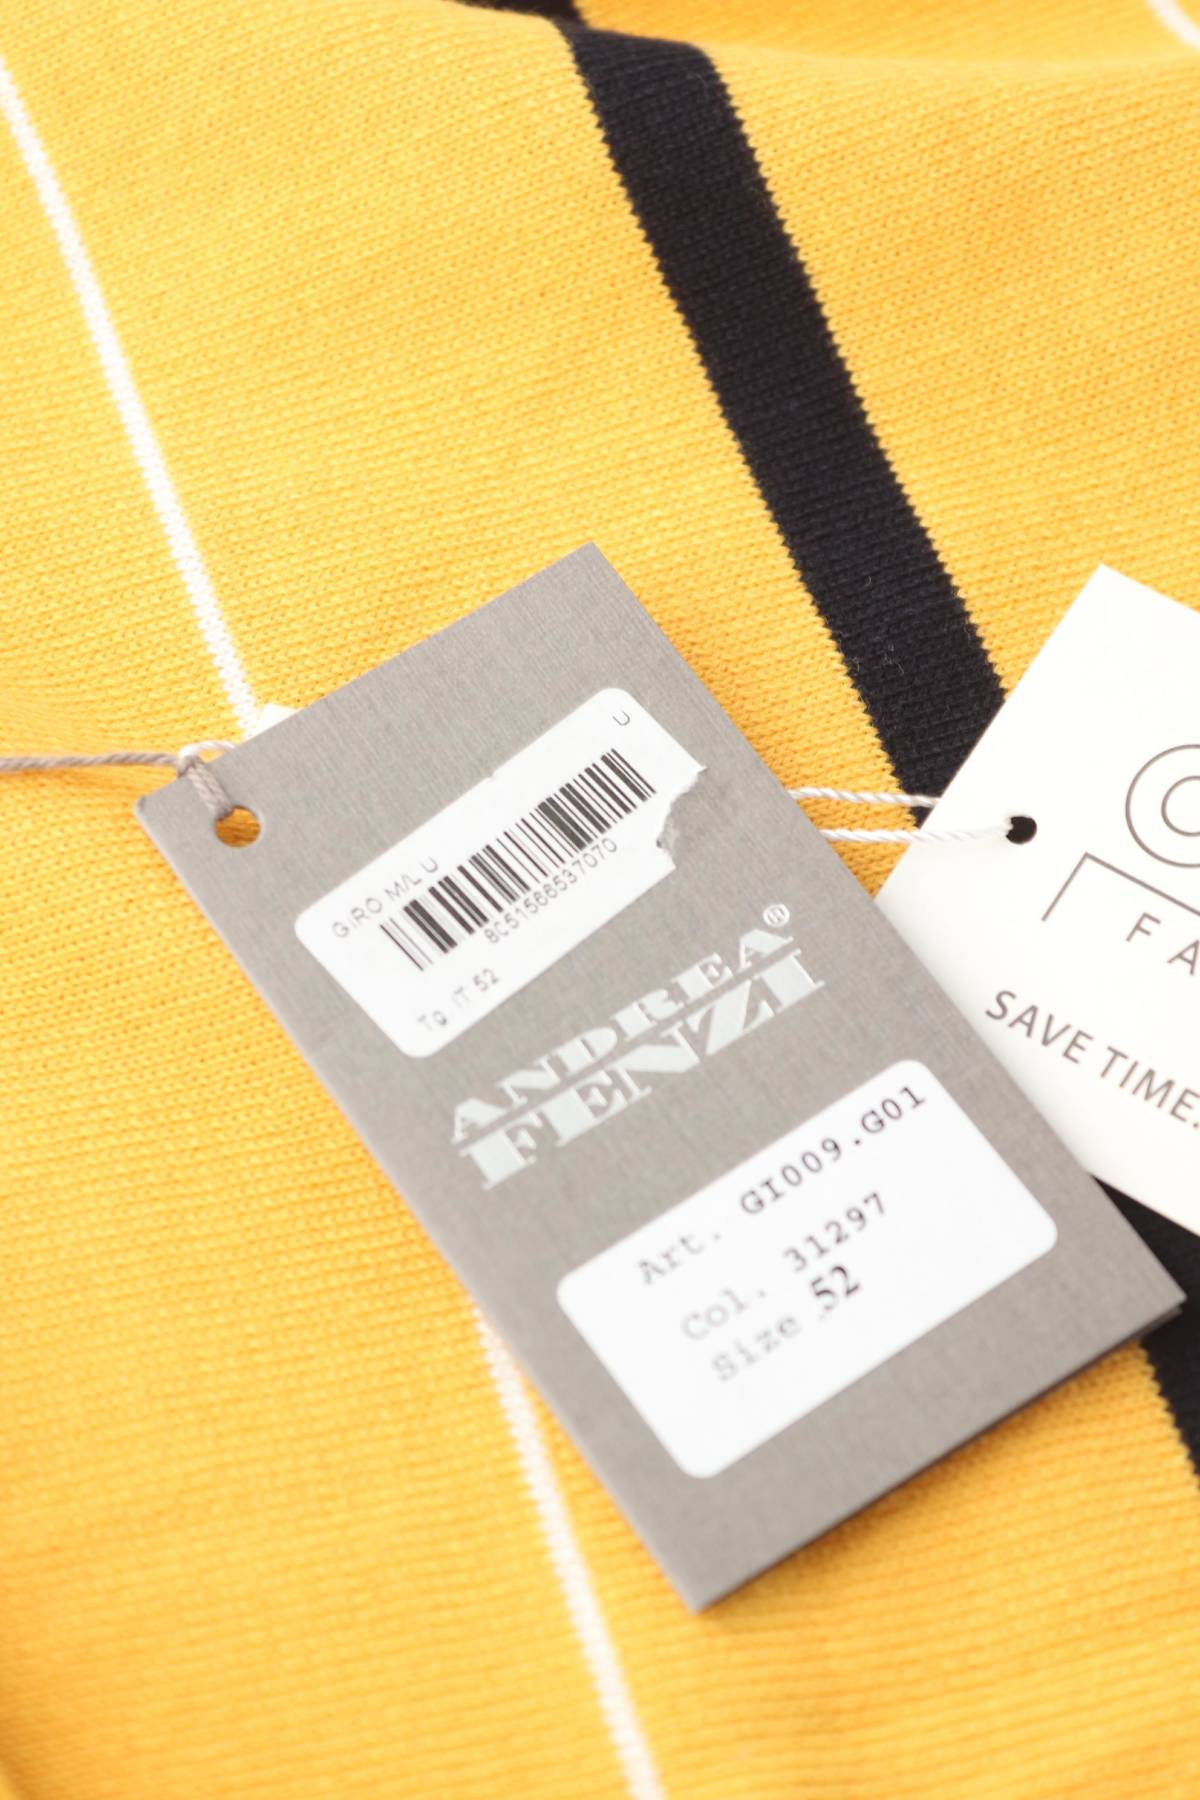 U
GIRO M/L U
8051566537070
Tg IT 52
ANDREA®
FENZI
Art. GI009.G01
Col. 31297
Size 52
FA
SAVE TIME.